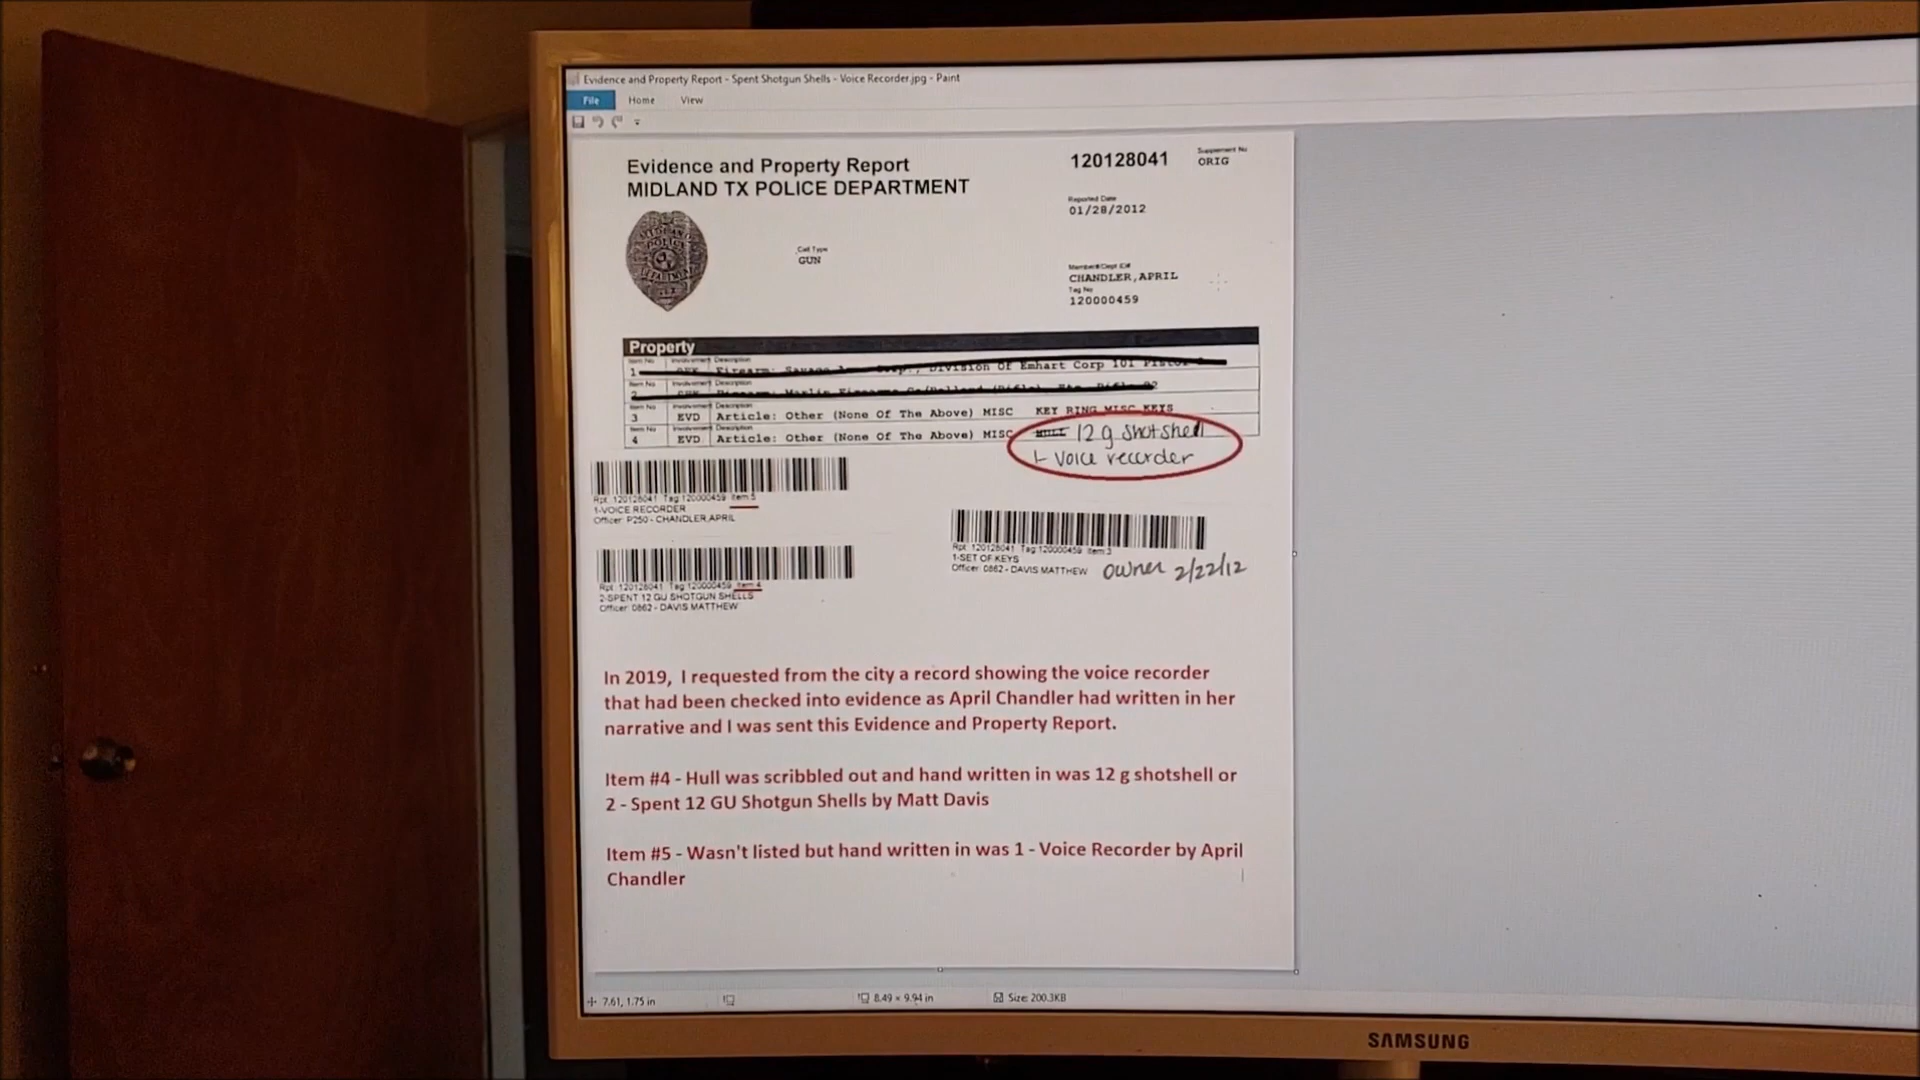 Evidence and Property Report - Spent Shotgun Shells - Voice Recorder.jpg - Paint
File Home View
Evidence and Property Report
MIDLAND TX POLICE DEPARTMENT
120128041
Supplement No
ORIG
Reported Date
01/28/2012
Call Type
GUN
Member#/Dept ID#
CHANDLER,APRIL
Tag No
120000459
MIDLAND
POLICE
Property
Item No Involvement Description
1 Firearm: Division Of Emhart Corp 101 Pistol
Item No Involvement Description
2
Item No Involvement Description
3 EVD Article: Other (None Of The Above) MISC KEY RING MISC KEYS
Item No Involvement Description
4 EVD Article: Other (None Of The Above) MISC HULL 12 g shotshell
1- voice recorder
Rpt: 120128041 Tag:120000459 Item:5
1-VOICE RECORDER
Officer: P250 - CHANDLER,APRIL
Rpt: 120128041 Tag:120000459 Item:3
1-SET OF KEYS
Officer: 0862 - DAVIS MATTHEW owner 2/22/12
Rpt: 120128041 Tag:120000459 Item:4
2-SPENT 12 GU SHOTGUN SHELLS
Officer: 0862 - DAVIS MATTHEW
In 2019, I requested from the city a record showing the voice recorder
that had been checked into evidence as April Chandler had written in her
narrative and I was sent this Evidence and Property Report.
Item #4 - Hull was scribbled out and hand written in was 12 g shotshell or
2 - Spent 12 GU Shotgun Shells by Matt Davis
Item #5 - Wasn't listed but hand written in was 1 - Voice Recorder by April
Chandler
7.61, 1.75 in 8.49 × 9.94 in Size: 200.3KB
SAMSUNG